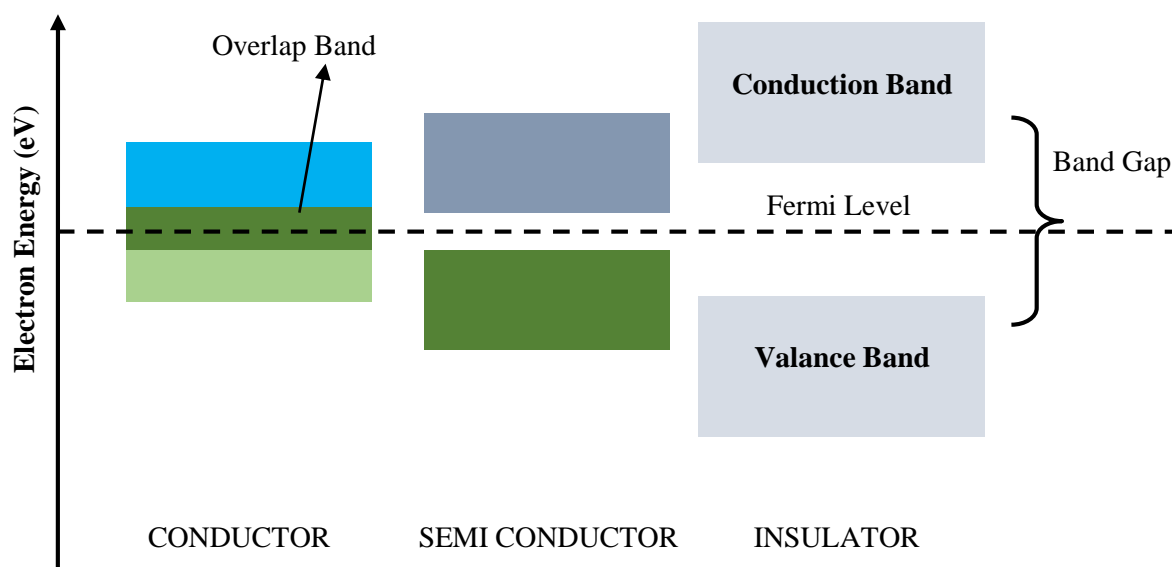 Overlap Band
Conduction Band
Band Gap
Fermi Level
Electron Energy (eV)
Valance Band
CONDUCTOR
SEMI CONDUCTOR
INSULATOR